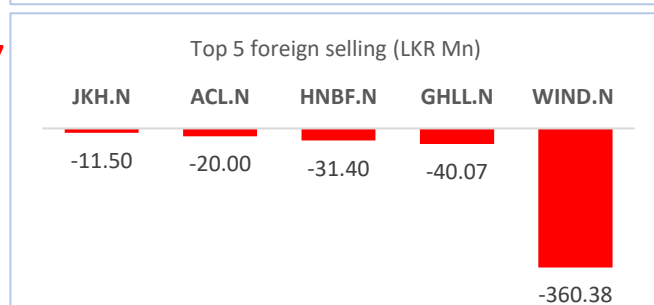 Top 5 foreign selling (LKR Mn)
JKH.N ACL.N HNBF.N GHLL.N WIND.N
-11.50 -20.00 -31.40 -40.07
-360.38